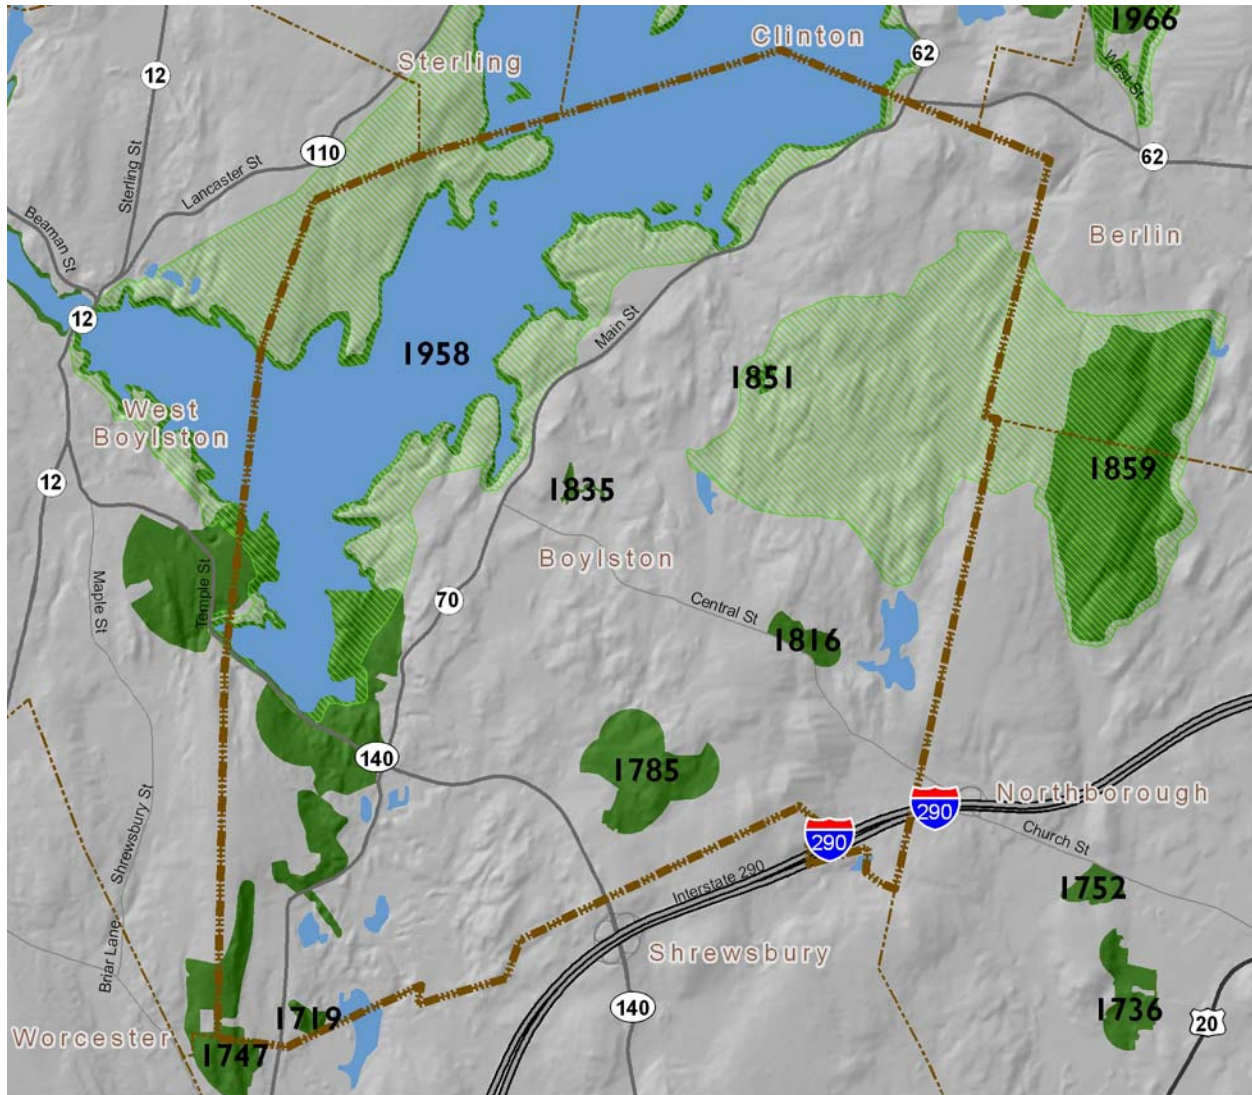 1966
Clinton
Sterling
62
12
West St
110
62
Sterling St
Lancaster St
Beaman St
Berlin
12
Main St
1958
1851
West
Boylston
1859
12
1835
Boylston
Temple St
Maple St
70
Central St
1816
140
1785
Northborough
290
290
Shrewsbury St
Church St
Interstate 290
1752
Briar Lane
Shrewsbury
1719
140
1736
20
Worcester
1747